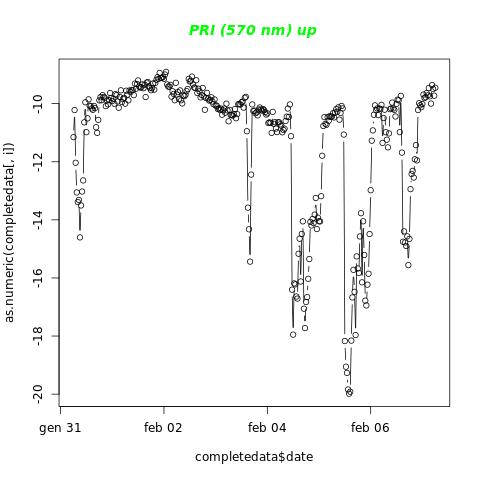 PRI (570 nm) up
as.numeric(completedata[, i])
-10
-12
-14
-16
-18
-20
gen 31
feb 02
feb 04
feb 06
completedata$date